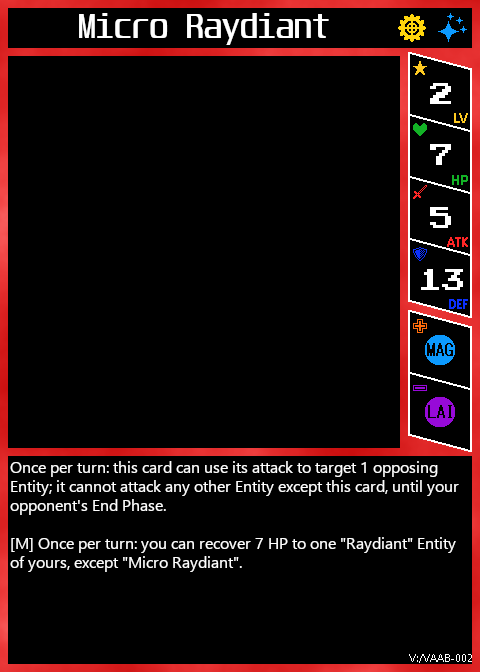 Micro Raydiant
2
LV
7
HP
5
ATK
13
DEF
MAG
LAI
Once per turn: this card can use its attack to target 1 opposing
Entity; it cannot attack any other Entity except this card, until your
opponent's End Phase.
[M] Once per turn: you can recover 7 HP to one "Raydiant" Entity
of yours, except "Micro Raydiant".
V:/VAAB-002